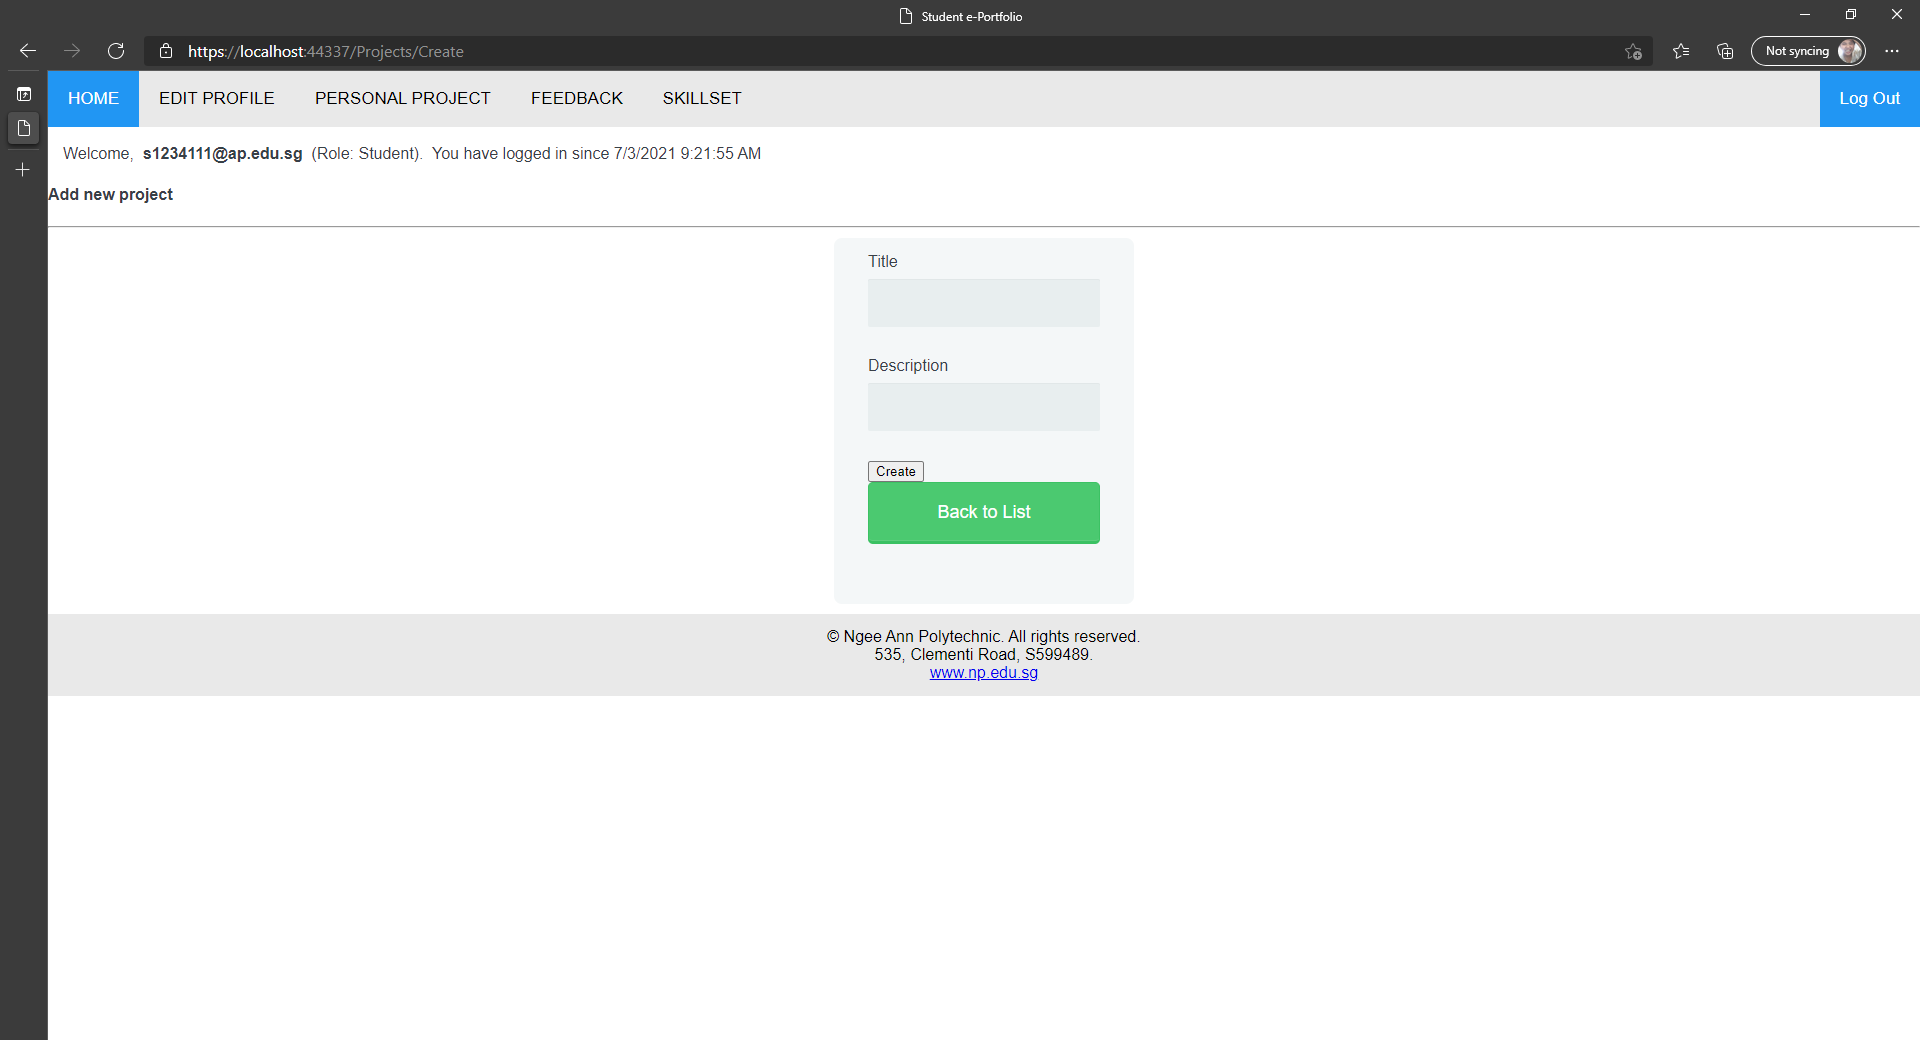 Student e-Portfolio
https://localhost:44337/Projects/Create
Not syncing
HOME EDIT PROFILE PERSONAL PROJECT FEEDBACK SKILLSET Log Out
Welcome, s1234111@ap.edu.sg (Role: Student). You have logged in since 7/3/2021 9:21:55 AM
Add new project
Title
Description
Create
Back to List
© Ngee Ann Polytechnic. All rights reserved.
535, Clementi Road, S599489.
www.np.edu.sg